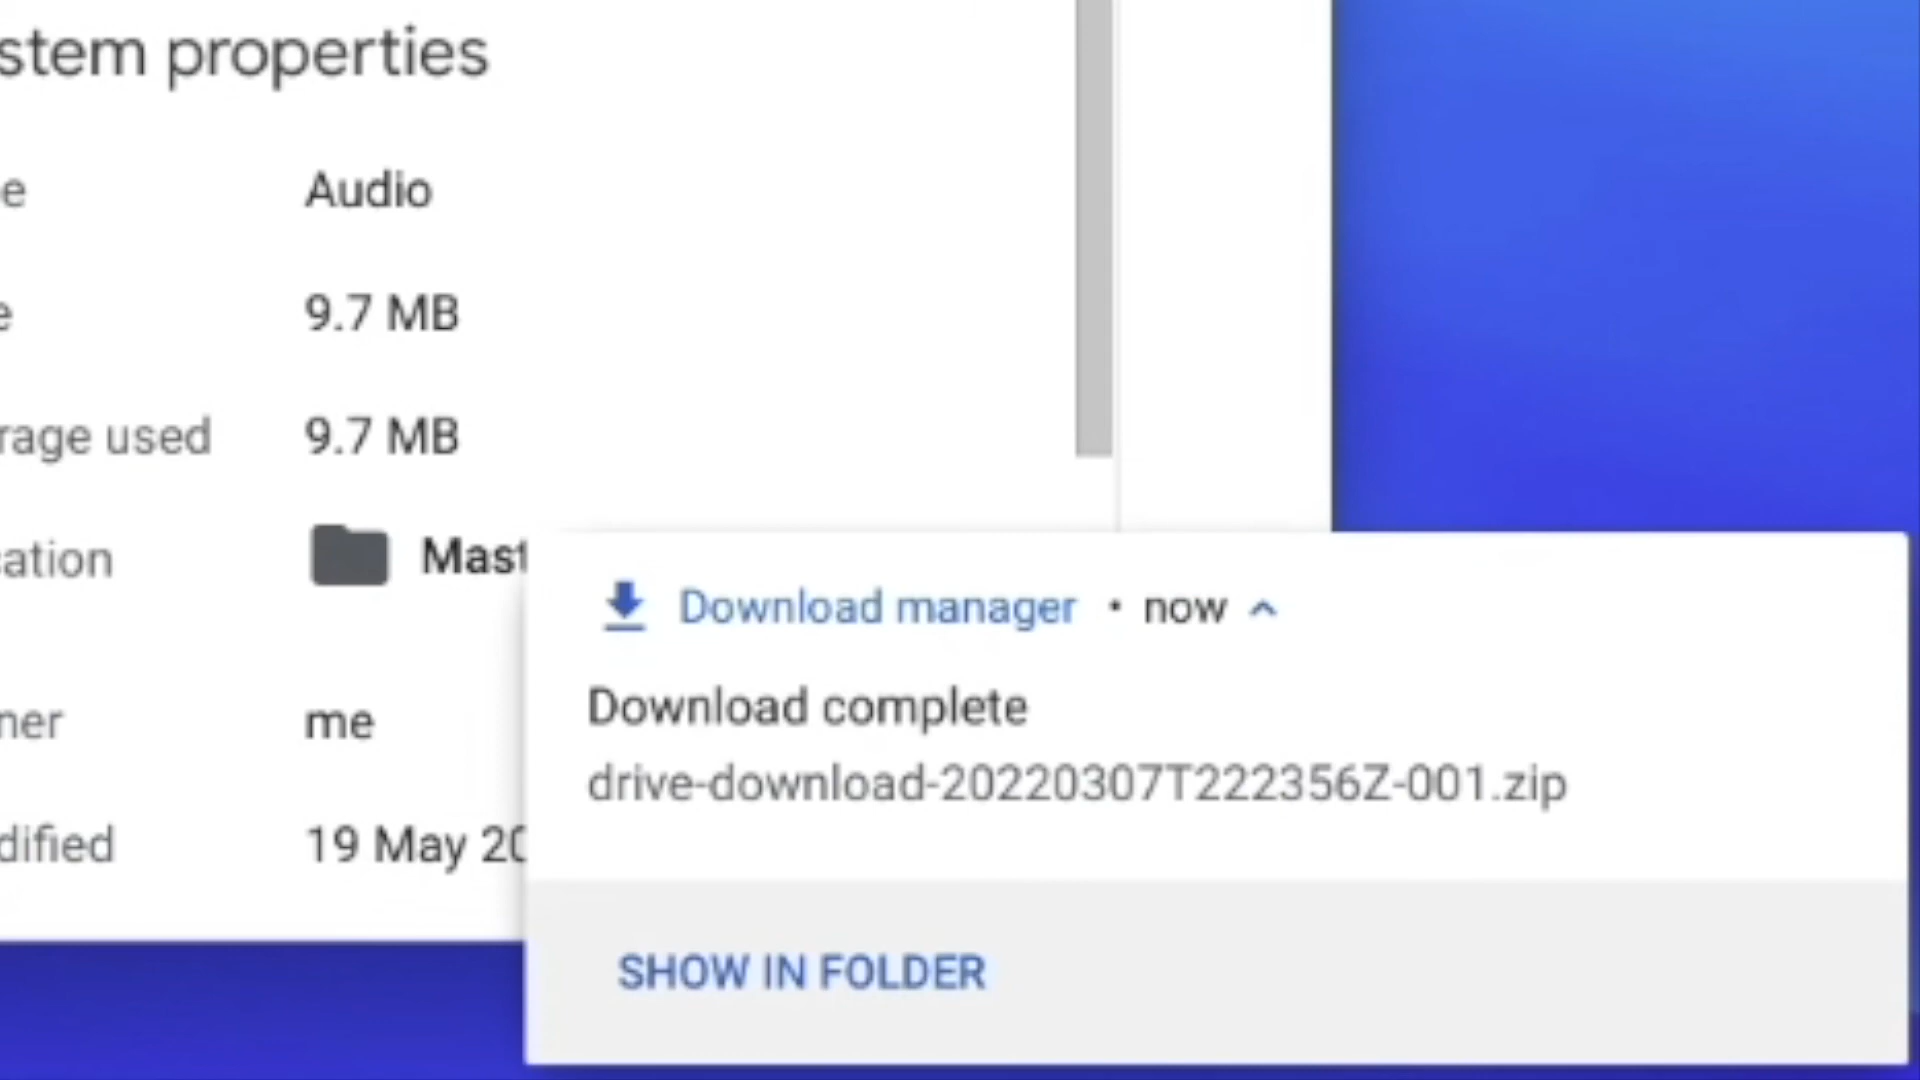 stem properties
e Audio
e 9.7 MB
rage used 9.7 MB
cation Mast
Download manager • now
ner me
Download complete
drive-download-20220307T222356Z-001.zip
dified 19 May 20
SHOW IN FOLDER